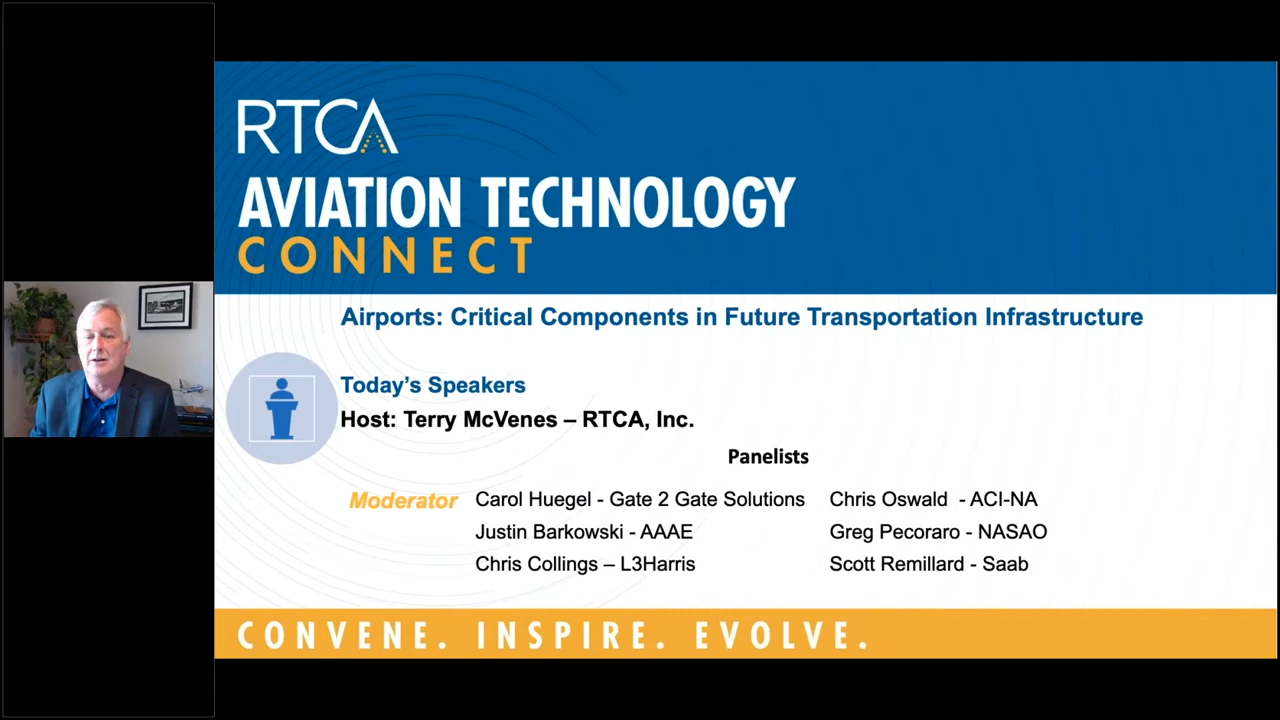 RTCA
AVIATION TECHNOLOGY
CONNECT
Airports: Critical Components in Future Transportation Infrastructure
Today's Speakers
Host: Terry McVenes – RTCA, Inc.
Panelists
Moderator Carol Huegel - Gate 2 Gate Solutions Chris Oswald - ACI-NA
Justin Barkowski - AAAE Greg Pecoraro - NASAO
Chris Collings – L3Harris Scott Remillard - Saab
CONVENE. INSPIRE. EVOLVE.